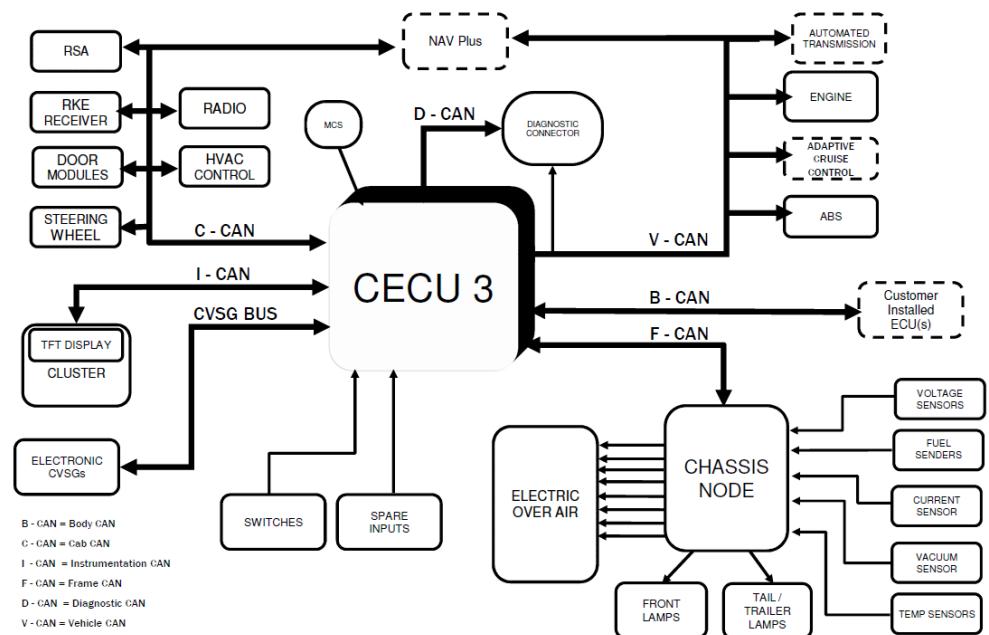 RSA
NAV Plus
AUTOMATED
TRANSMISSION
RKE
RECEIVER
RADIO
MCS
D - CAN
DIAGNOSTIC
CONNECTOR
ENGINE
DOOR
MODULES
HVAC
CONTROL
ADAPTIVE
CRUISE
CONTROL
STEERING
WHEEL
C - CAN
V - CAN
ABS
I - CAN
CECU 3
B - CAN
Customer
Installed
ECU(s)
CVSG BUS
F - CAN
TFT DISPLAY
CLUSTER
VOLTAGE
SENSORS
ELECTRONIC
CVSGs
ELECTRIC
OVER AIR
CHASSIS
NODE
FUEL
SENDERS
SWITCHES
SPARE
INPUTS
CURRENT
SENSOR
VACUUM
SENSOR
FRONT
LAMPS
TAIL /
TRAILER
LAMPS
TEMP SENSORS
B - CAN = Body CAN
C - CAN = Cab CAN
I - CAN = Instrumentation CAN
F - CAN = Frame CAN
D - CAN = Diagnostic CAN
V - CAN = Vehicle CAN